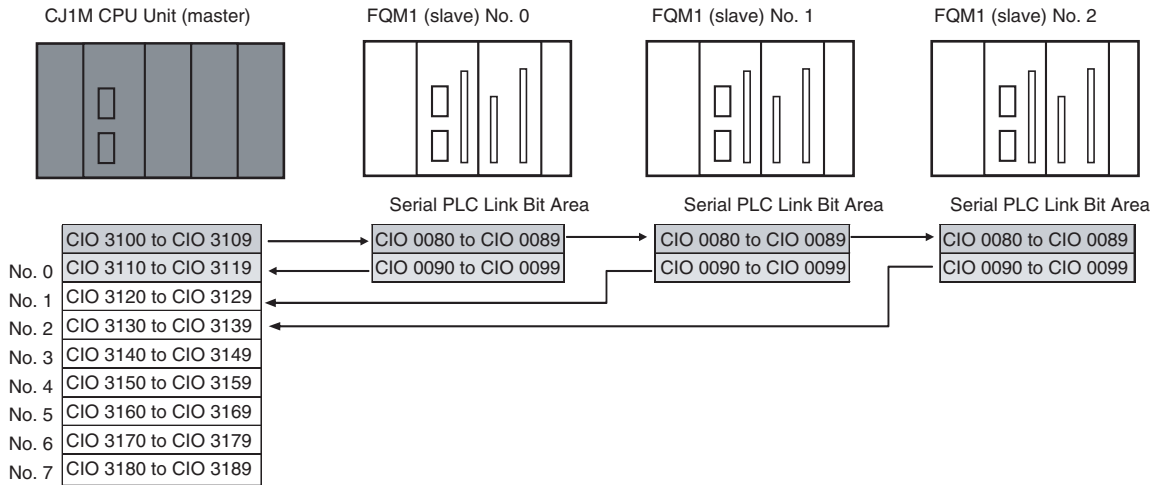 CJ1M CPU Unit (master)
FQM1 (slave) No. 0
FQM1 (slave) No. 1
FQM1 (slave) No. 2
Serial PLC Link Bit Area
Serial PLC Link Bit Area
Serial PLC Link Bit Area
CIO 3100 to CIO 3109
CIO 0080 to CIO 0089
CIO 0080 to CIO 0089
CIO 0080 to CIO 0089
No. 0 CIO 3110 to CIO 3119
CIO 0090 to CIO 0099
CIO 0090 to CIO 0099
CIO 0090 to CIO 0099
No. 1 CIO 3120 to CIO 3129
No. 2 CIO 3130 to CIO 3139
No. 3 CIO 3140 to CIO 3149
No. 4 CIO 3150 to CIO 3159
No. 5 CIO 3160 to CIO 3169
No. 6 CIO 3170 to CIO 3179
No. 7 CIO 3180 to CIO 3189